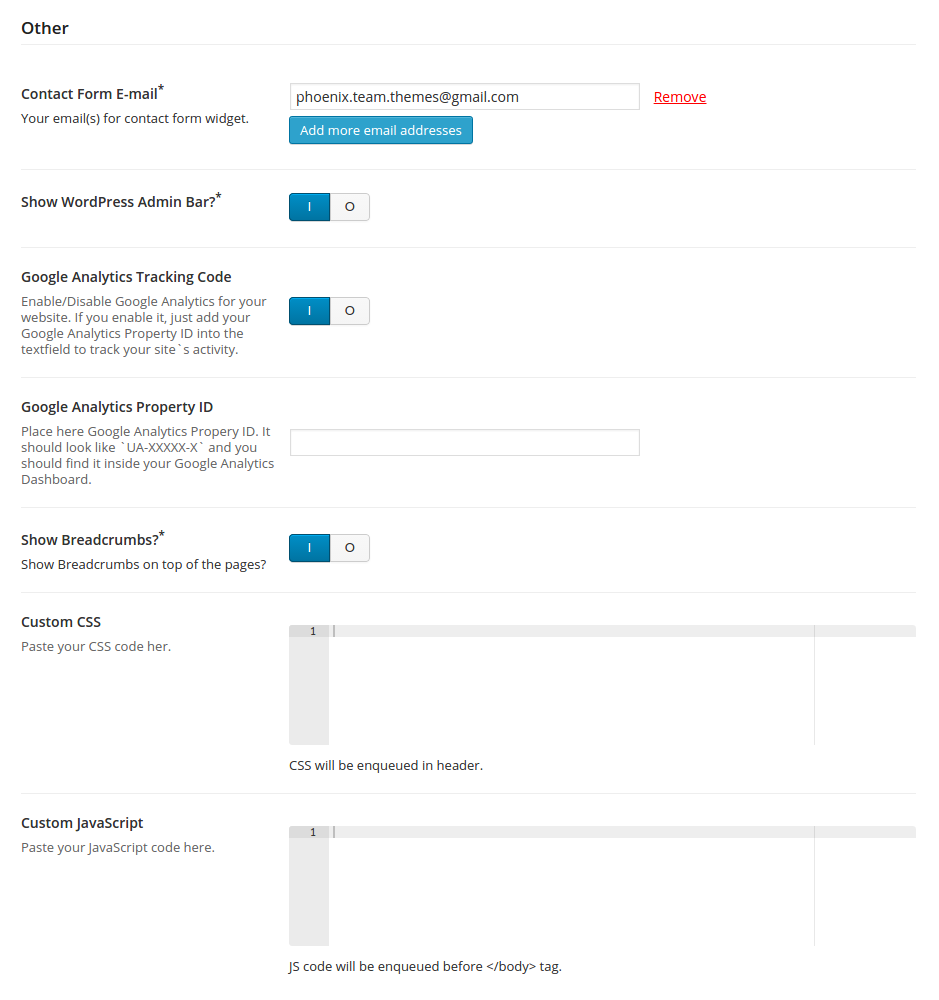 Other
Contact Form E-mail*
Your email(s) for contact form widget.
phoenix.team.themes@gmail.com
Remove
Add more email addresses
Show WordPress Admin Bar?*
I O
Google Analytics Tracking Code
Enable/Disable Google Analytics for your
website. If you enable it, just add your
Google Analytics Property ID into the
textfield to track your site`s activity.
I O
Google Analytics Property ID
Place here Google Analytics Propery ID. It
should look like `UA-XXXXX-X` and you
should find it inside your Google Analytics
Dashboard.
Show Breadcrumbs?*
Show Breadcrumbs on top of the pages?
I O
Custom CSS
Paste your CSS code her.
1
CSS will be enqueued in header.
Custom JavaScript
Paste your JavaScript code here.
1
JS code will be enqueued before </body> tag.